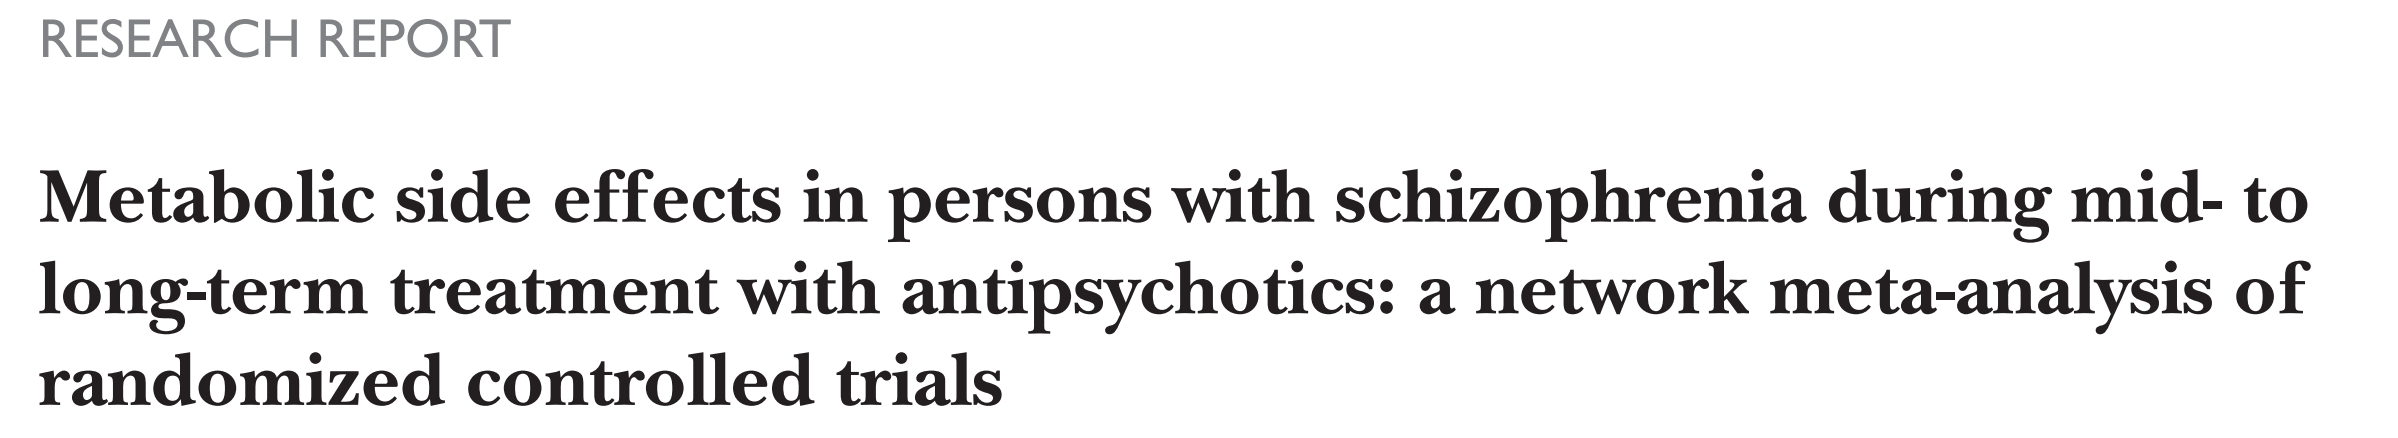 RESEARCH REPORT
Metabolic side effects in persons with schizophrenia during mid- to
long-term treatment with antipsychotics: a network meta-analysis of
randomized controlled trials